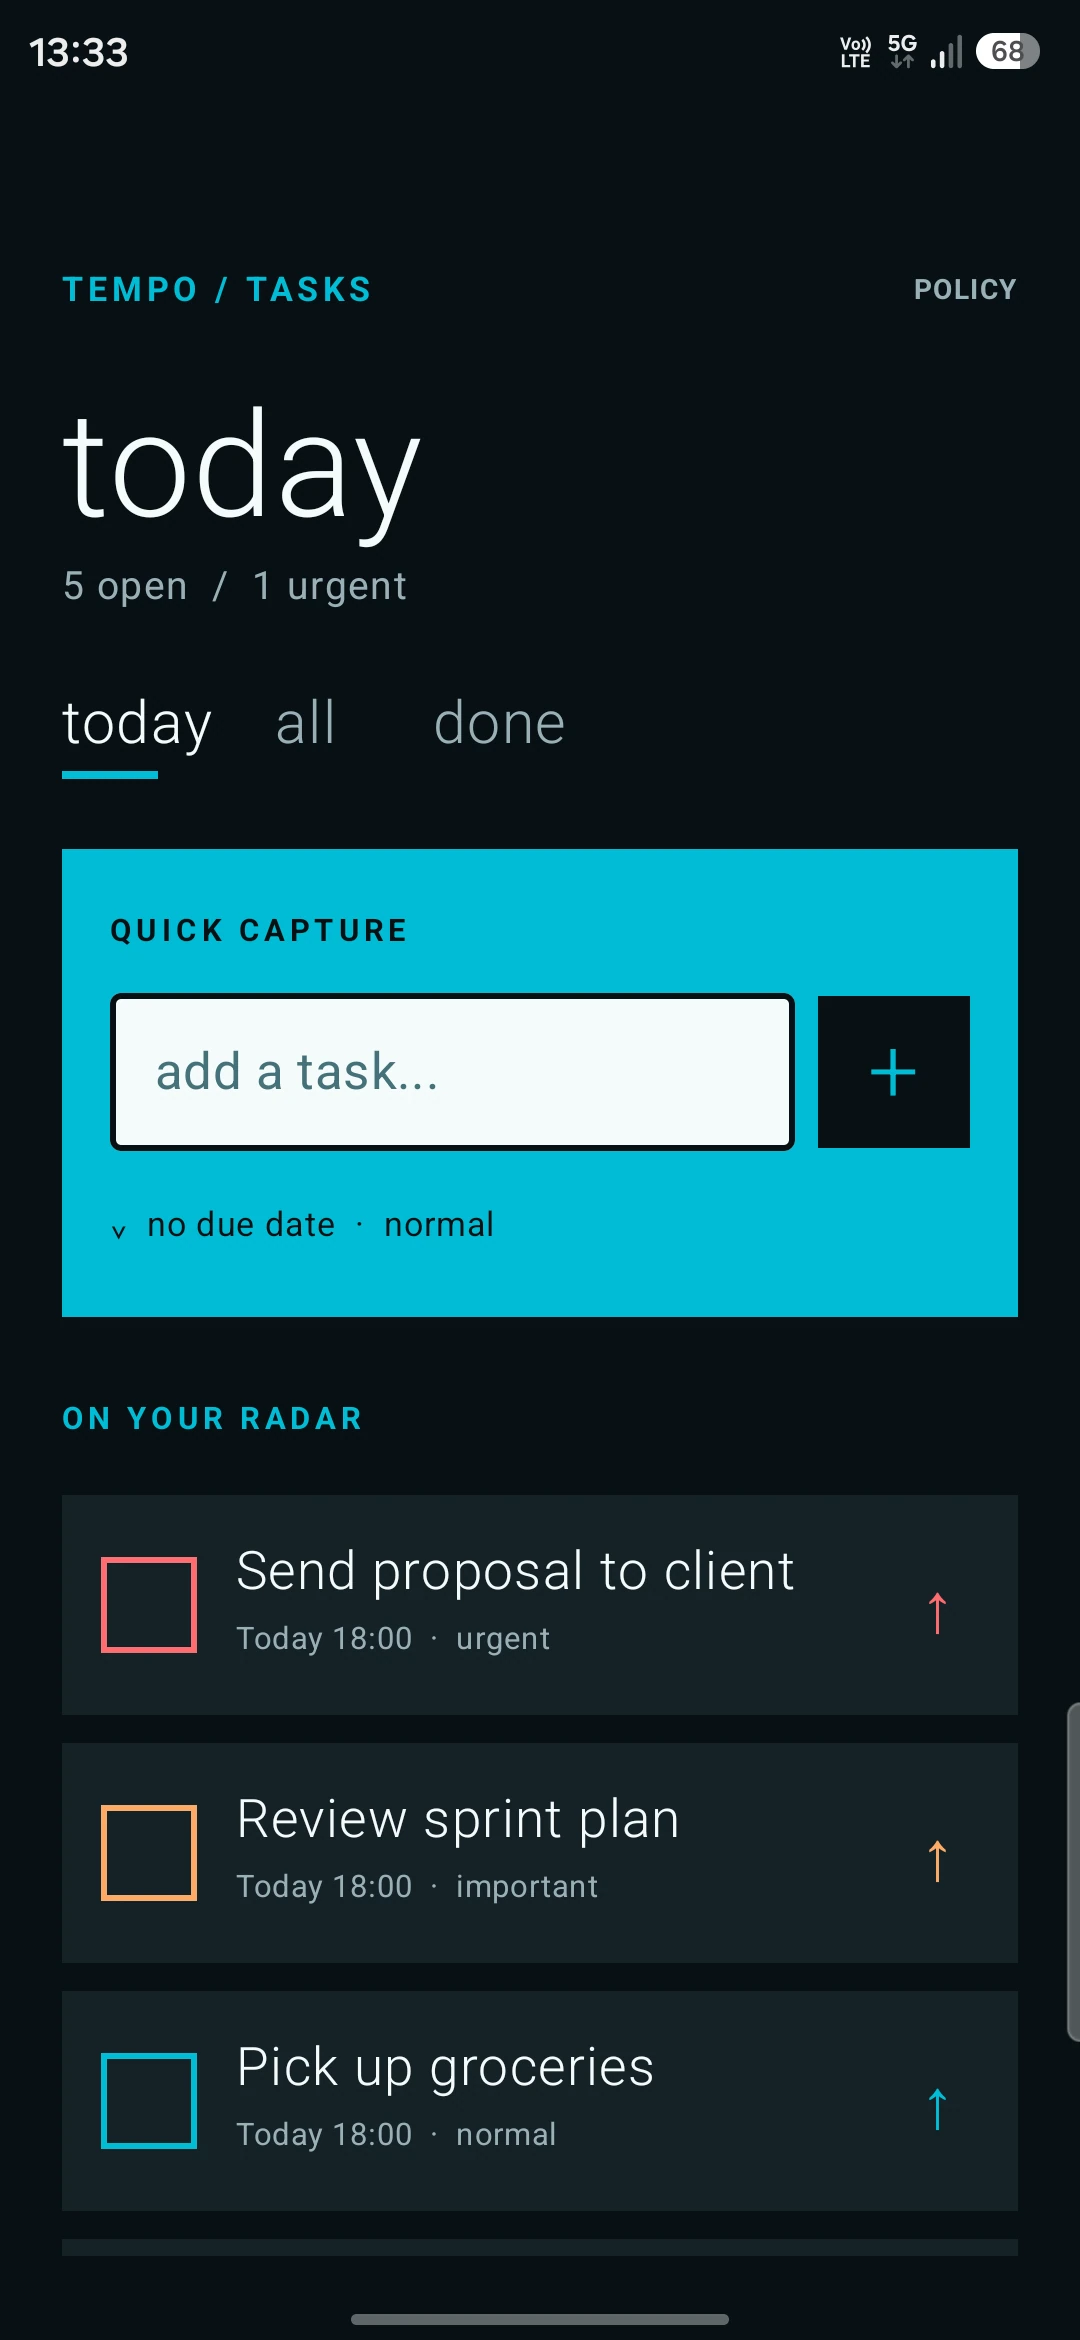 13:33
Vo)) LTE 5G 68
TEMPO / TASKS
POLICY
today
5 open / 1 urgent
today all done
QUICK CAPTURE
add a task...
+
no due date · normal
ON YOUR RADAR
Send proposal to client
Today 18:00 · urgent
↑
Review sprint plan
Today 18:00 · important
↑
Pick up groceries
Today 18:00 · normal
↑